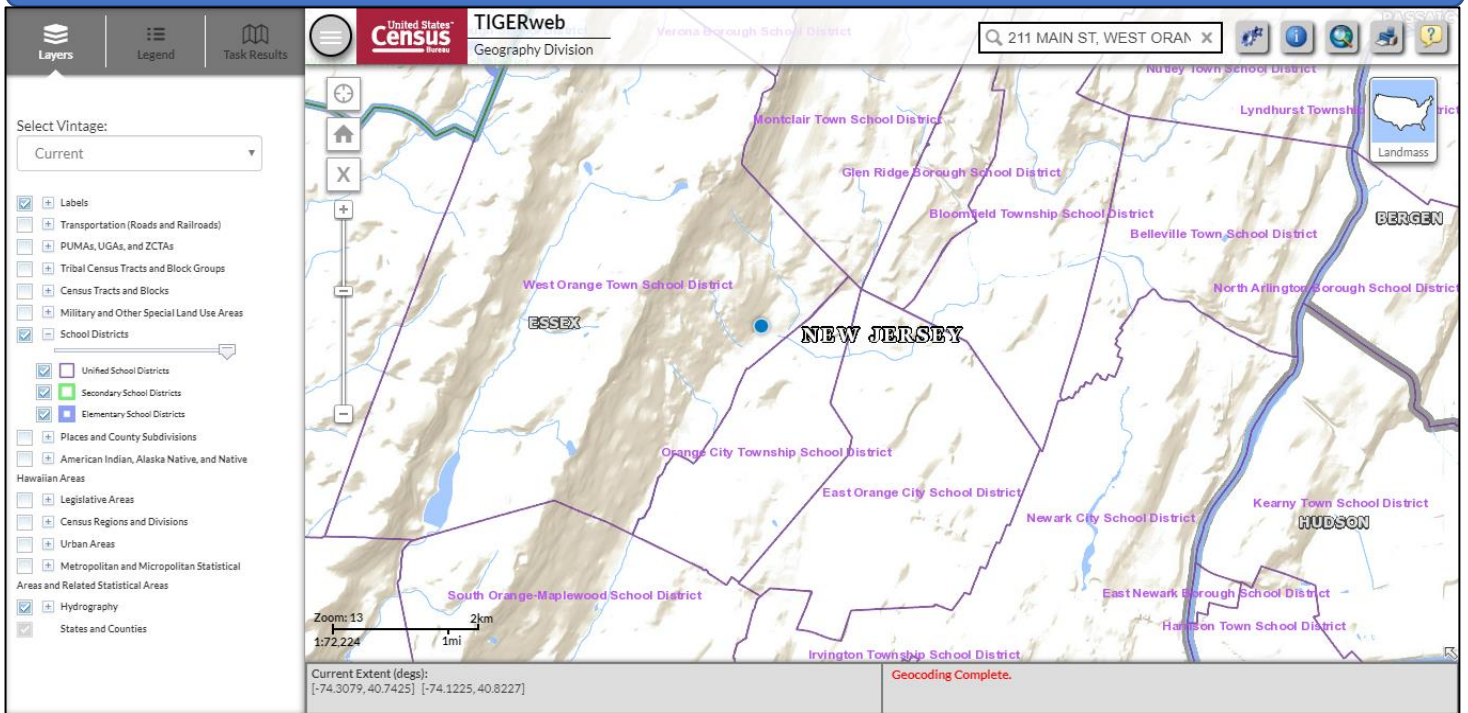 Layers
Legend
Task Results
United States™
Census
Bureau
TIGERweb
Geography Division
211 MAIN ST, WEST ORAN
Select Vintage:
Current
Labels
Transportation (Roads and Railroads)
PUMAs, UGAs, and ZCTAs
Tribal Census Tracts and Block Groups
Census Tracts and Blocks
Military and Other Special Land Use Areas
School Districts
Unified School Districts
Secondary School Districts
Elementary School Districts
Places and County Subdivisions
American Indian, Alaska Native, and Native
Hawaiian Areas
Legislative Areas
Census Regions and Divisions
Urban Areas
Metropolitan and Micropolitan Statistical
Areas and Related Statistical Areas
Hydrography
States and Counties
PASSAIC
Verona Borough School District
Nutley Town School District
Lyndhurst Township
Landmass
Montclair Town School District
Glen Ridge Borough School District
Bloomfield Township School District
BERGEN
Belleville Town School District
West Orange Town School District
North Arlington Borough School District
ESSEX
NEW JERSEY
Orange City Township School District
East Orange City School District
Kearny Town School District
Newark City School District
HUDSON
South Orange-Maplewood School District
East Newark Borough School District
Harrison Town School District
Irvington Township School District
Zoom: 13
2km
1:72,224
1mi
Current Extent (degs):
[-74.3079, 40.7425] [-74.1225, 40.8227]
Geocoding Complete.